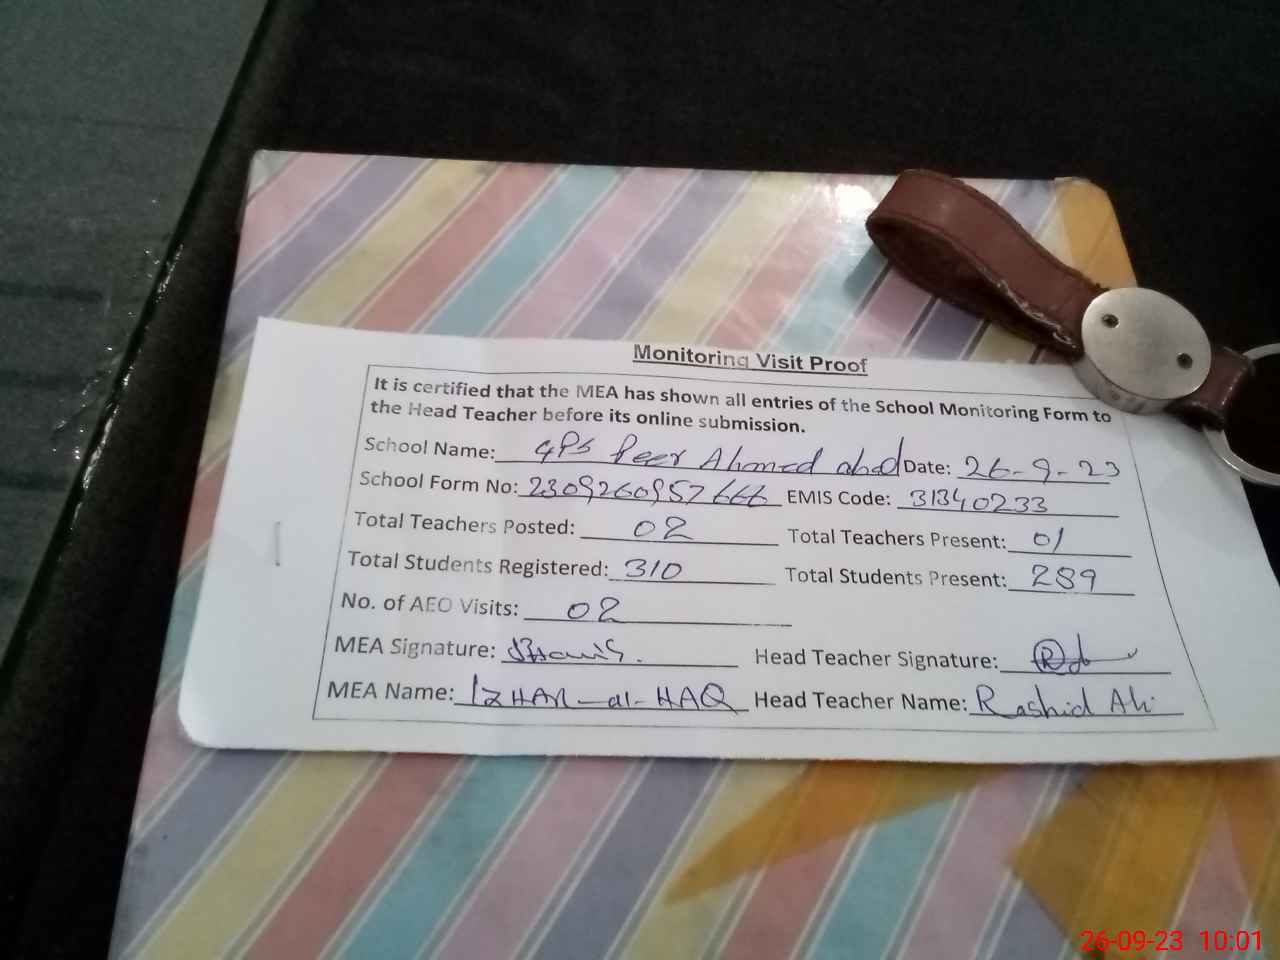 Monitoring Visit Proof
It is certified that the MEA has shown all entries of the School Monitoring Form to
the Head Teacher before its online submission.
School Name: GPS Peer Ahmed abad Date: 26-9-23
School Form No: 2309260957666 EMIS Code: 31340233
Total Teachers Posted: 02 Total Teachers Present: 01
Total Students Registered: 310 Total Students Present: 289
No. of AEO Visits: 02
MEA Signature: Head Teacher Signature:
MEA Name: IZHAR-ul-HAQ Head Teacher Name: Rashid Ali
26-09-23 10:01